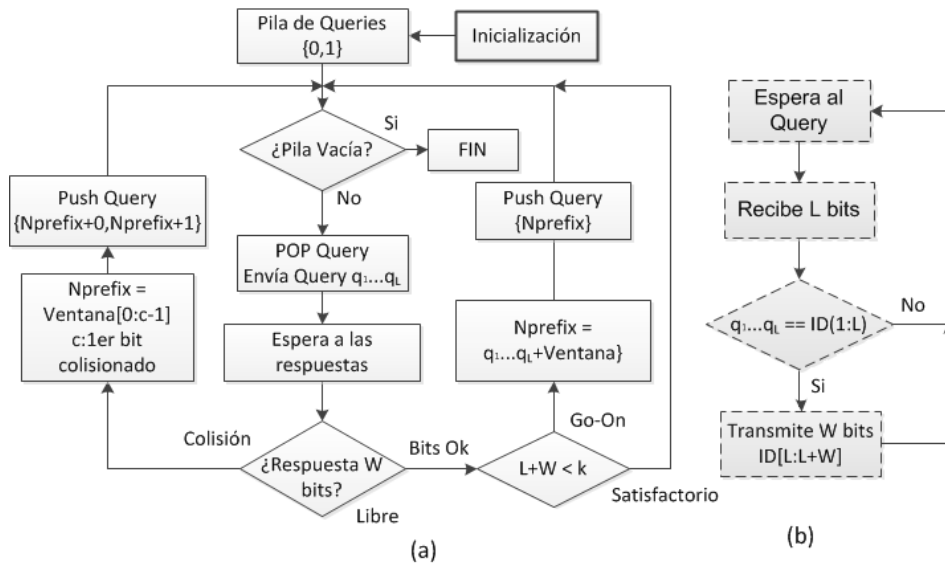 Pila de Queries
{0,1}
Inicialización
¿Pila Vacía?
Si
FIN
No
Push Query
{Nprefix+0,Nprefix+1}
Nprefix =
Ventana[0:c-1]
c:1er bit
colisionado
POP Query
Envía Query q₁...q_L
Espera a las
respuestas
¿Respuesta W
bits?
Colisión
Libre
Bits Ok
Push Query
{Nprefix}
Nprefix =
q₁...q_L+Ventana}
Go-On
L+W < k
Satisfactorio
(a)
Espera al
Query
Recibe L bits
q₁...q_L == ID(1:L)
No
Si
Transmite W bits
ID[L:L+W]
(b)